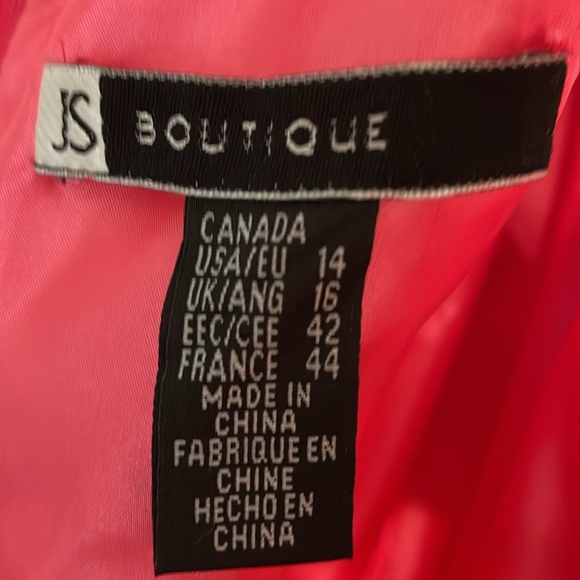 JS BOUTIQUE
CANADA
USA/EU 14
UK/ANG 16
EEC/CEE 42
FRANCE 44
MADE IN
CHINA
FABRIQUE EN
CHINE
HECHO EN
CHINA